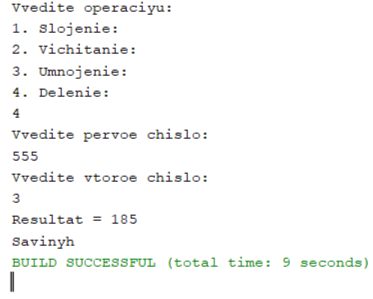 Vvedite operaciyu:
1. Slojenie:
2. Vichitanie:
3. Umnojenie:
4. Delenie:
4
Vvedite pervoe chislo:
555
Vvedite vtoroe chislo:
3
Resultat = 185
Savinyh
BUILD SUCCESSFUL (total time: 9 seconds)